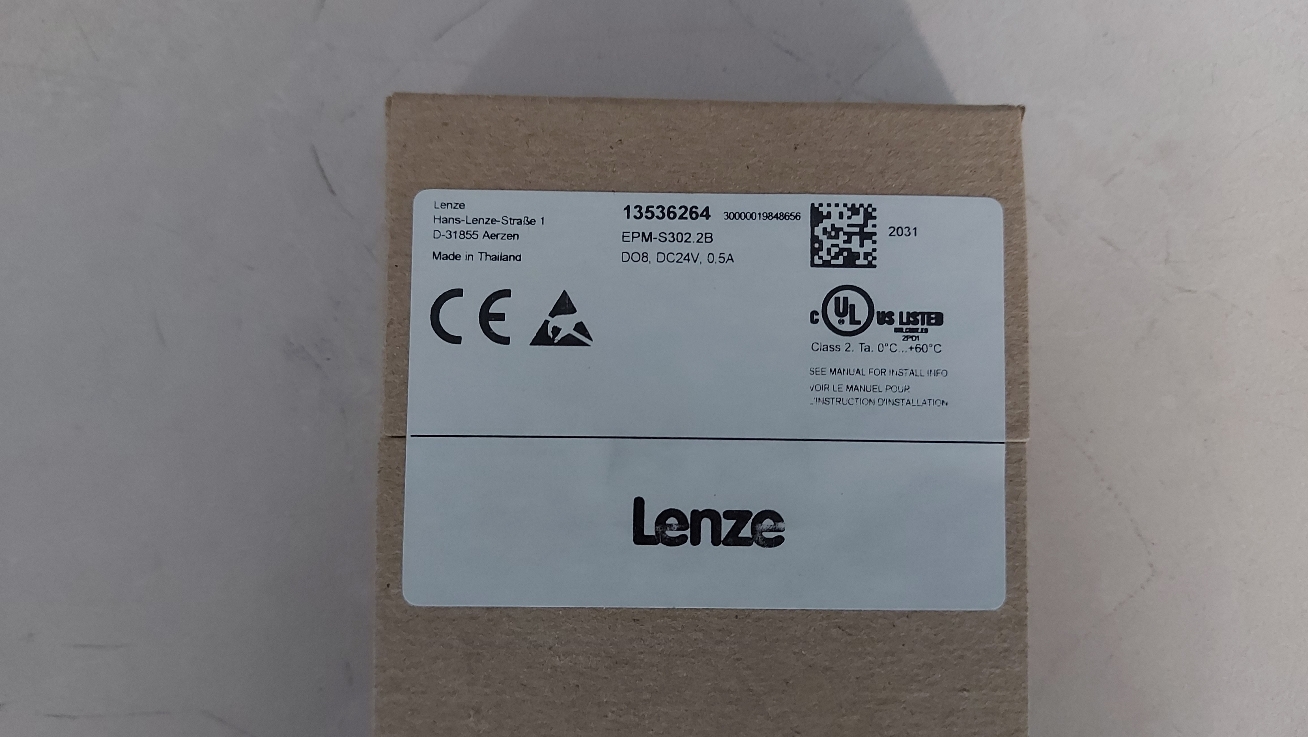 Lenze
Hans-Lenze-Straße 1
D-31855 Aerzen
Made in Thailand
13536264 30000019848656
EPM-S302.2B
DO8, DC24V, 0.5A
2031
CE
C UL US LISTED
Class 2. Ta. 0°C...+60°C
SEE MANUAL FOR INSTALL INFO
VOIR LE MANUEL POUR
L'INSTRUCTION D'INSTALLATION
Lenze